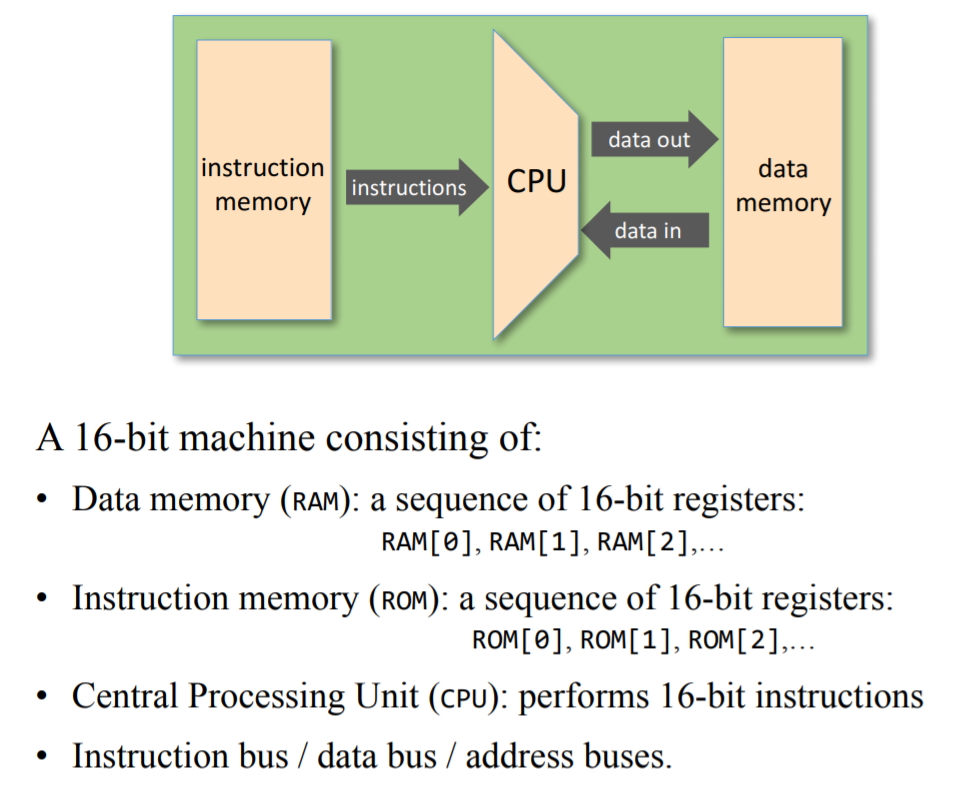 instruction
memory
instructions
CPU
data out
data in
data
memory
A 16-bit machine consisting of:
• Data memory (RAM): a sequence of 16-bit registers:
RAM[0], RAM[1], RAM[2],...
• Instruction memory (ROM): a sequence of 16-bit registers:
ROM[0], ROM[1], ROM[2],...
• Central Processing Unit (CPU): performs 16-bit instructions
• Instruction bus / data bus / address buses.